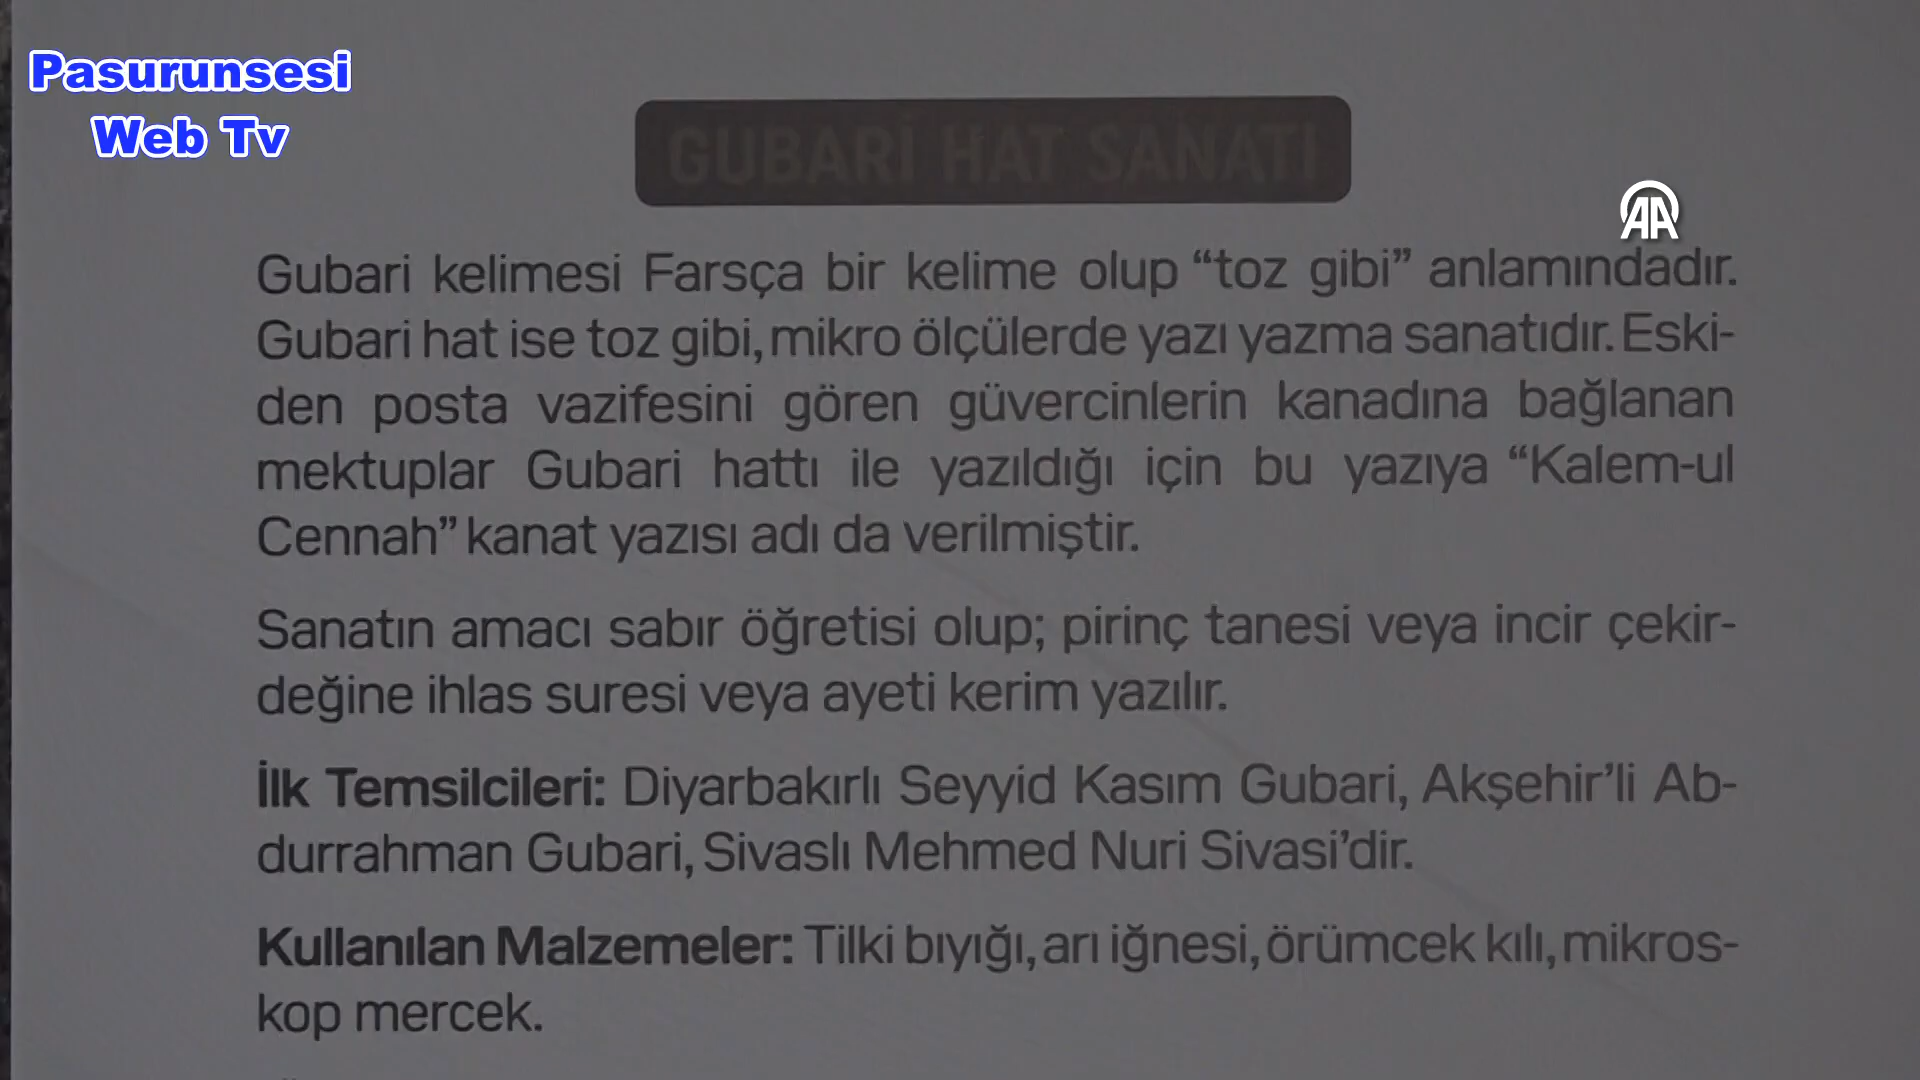 Pasurunsesi
Web Tv
GUBARİ HAT SANATI
AA
Gubari kelimesi Farsça bir kelime olup “toz gibi” anlamındadır.
Gubari hat ise toz gibi, mikro ölçülerde yazı yazma sanatıdır. Eski-
den posta vazifesini gören güvercinlerin kanadına bağlanan
mektuplar Gubari hattı ile yazıldığı için bu yazıya “Kalem-ul
Cennah” kanat yazısı adı da verilmiştir.
Sanatın amacı sabır öğretisi olup; pirinç tanesi veya incir çekir-
değine ihlas suresi veya ayeti kerim yazılır.
İlk Temsilcileri: Diyarbakırlı Seyyid Kasım Gubari, Akşehir’li Ab-
durrahman Gubari, Sivaslı Mehmed Nuri Sivasi’dir.
Kullanılan Malzemeler: Tilki bıyığı, arı iğnesi, örümcek kılı, mikros-
kop mercek.